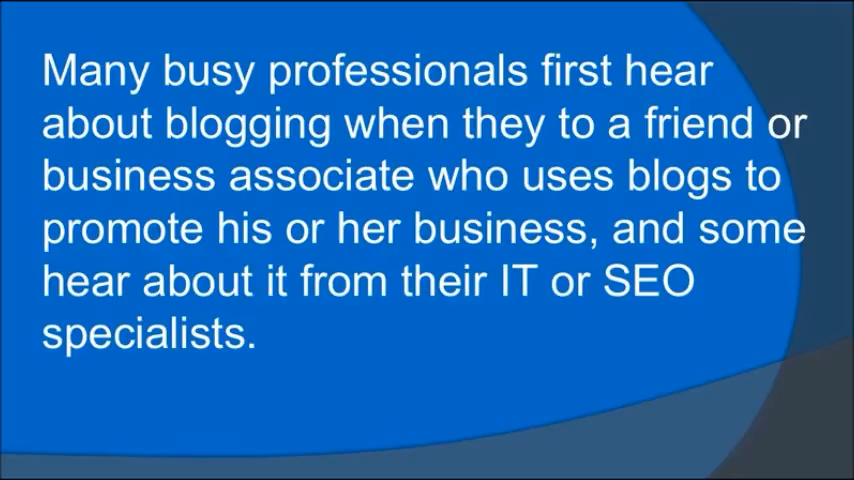 Many busy professionals first hear
about blogging when they to a friend or
business associate who uses blogs to
promote his or her business, and some
hear about it from their IT or SEO
specialists.